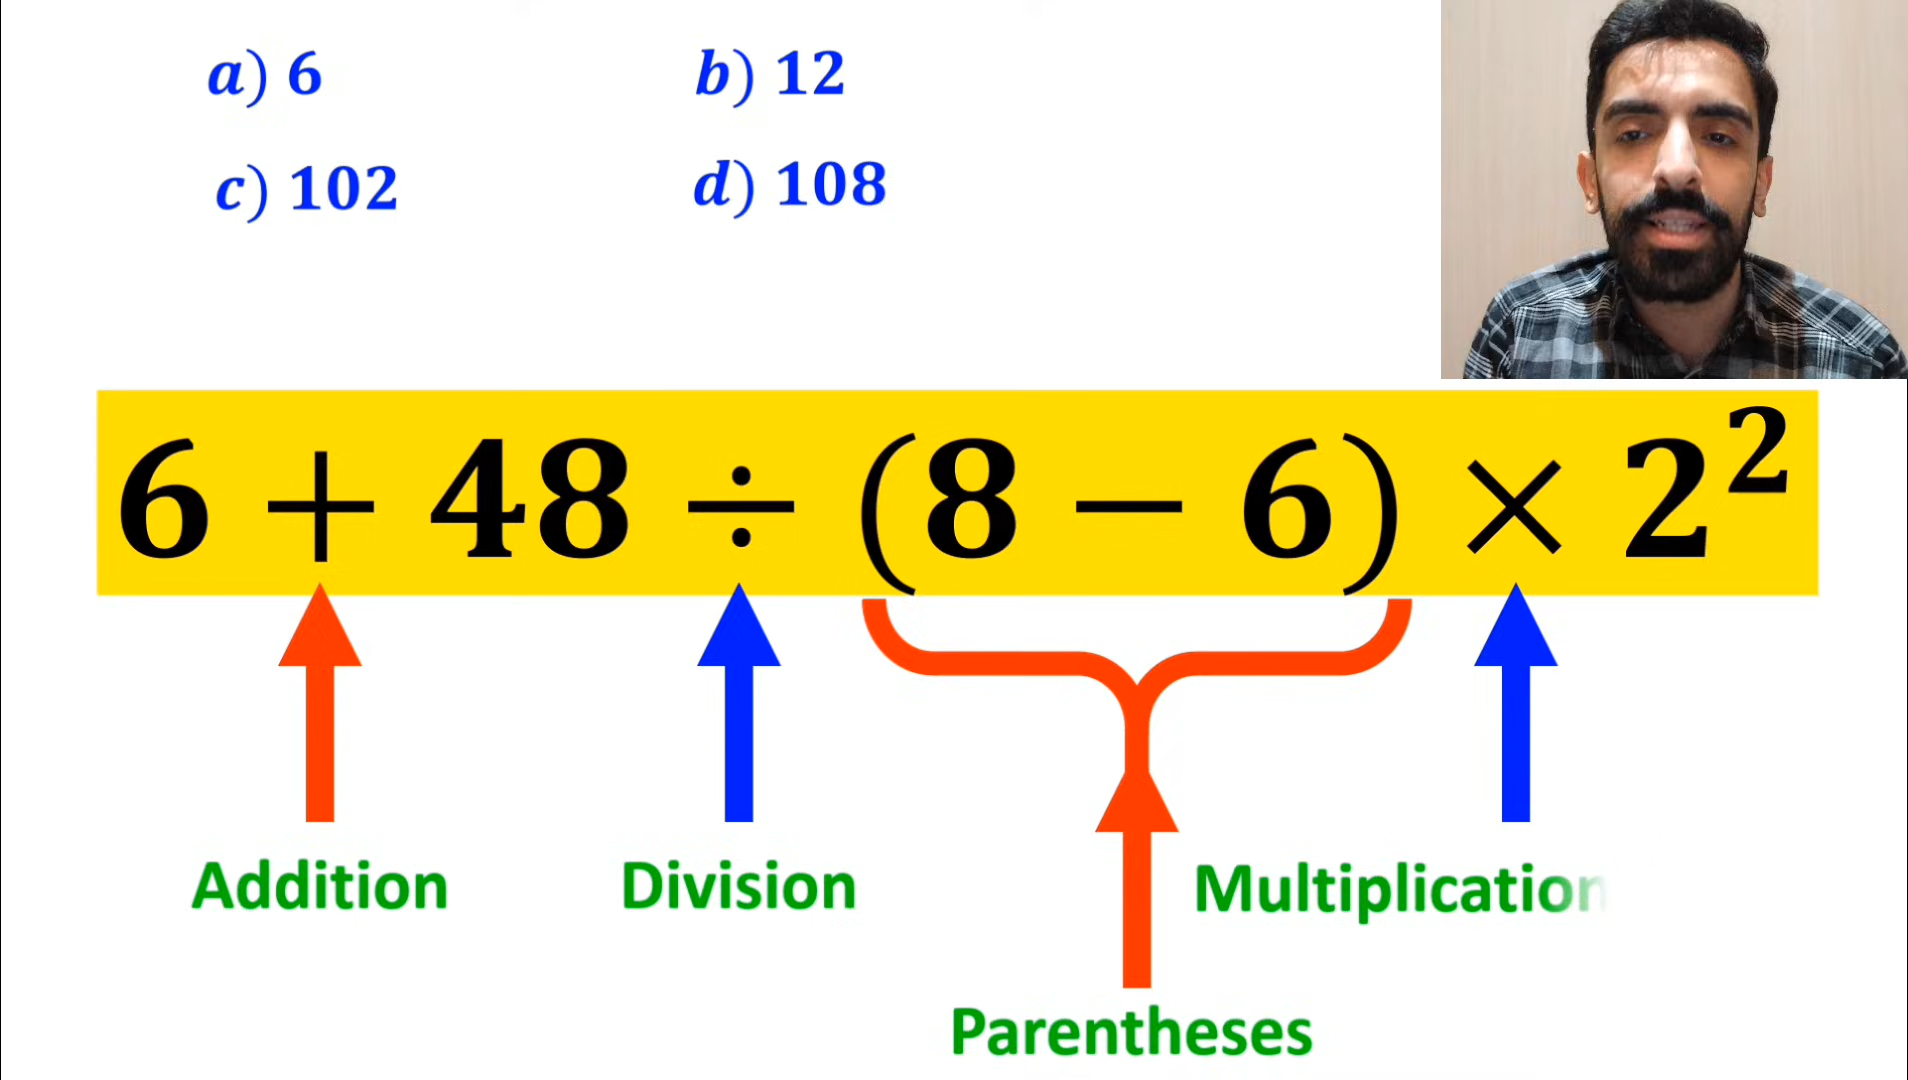 a) 6 b) 12
c) 102 d) 108
6 + 48 ÷ (8 − 6) × 2²
Addition Division Multiplication
Parentheses